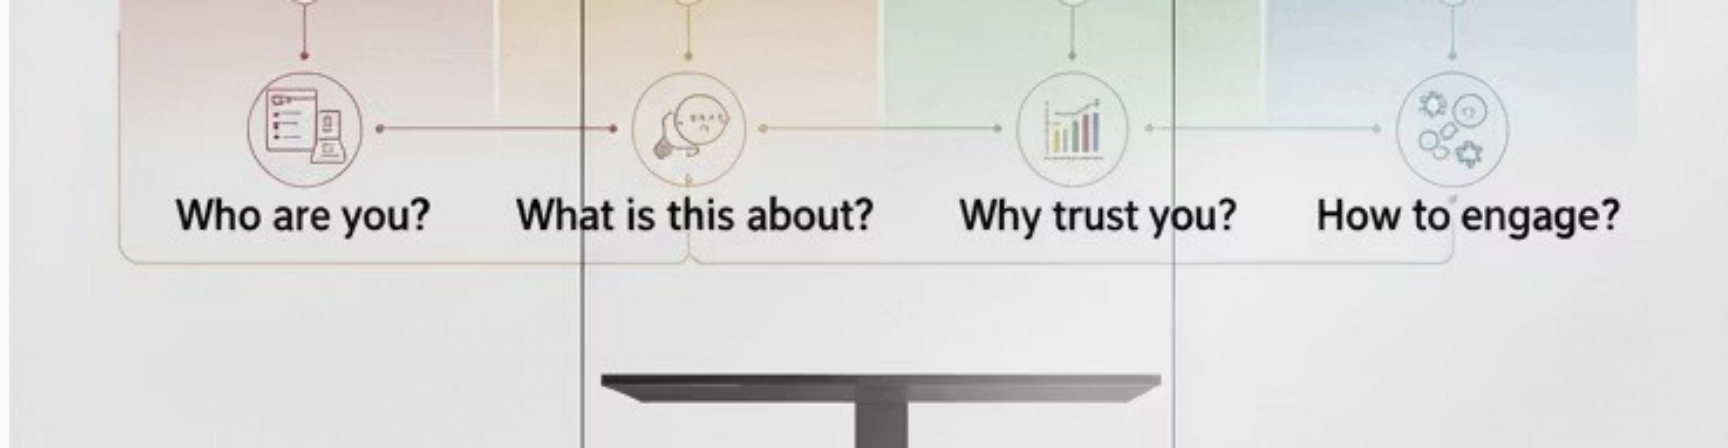 Who are you?
What is this about?
Why trust you?
How to engage?